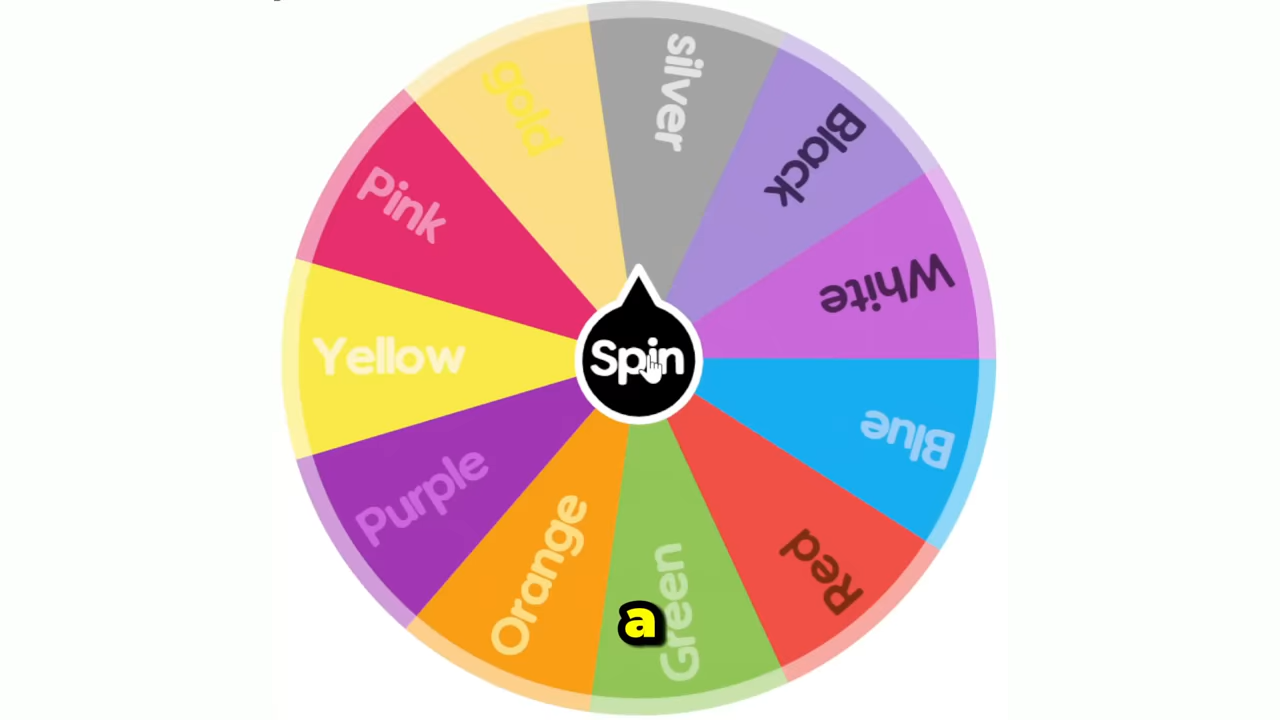 silver
Black
White
Blue
Red
Green
Orange
Purple
Yellow
Pink
gold
Spin
a